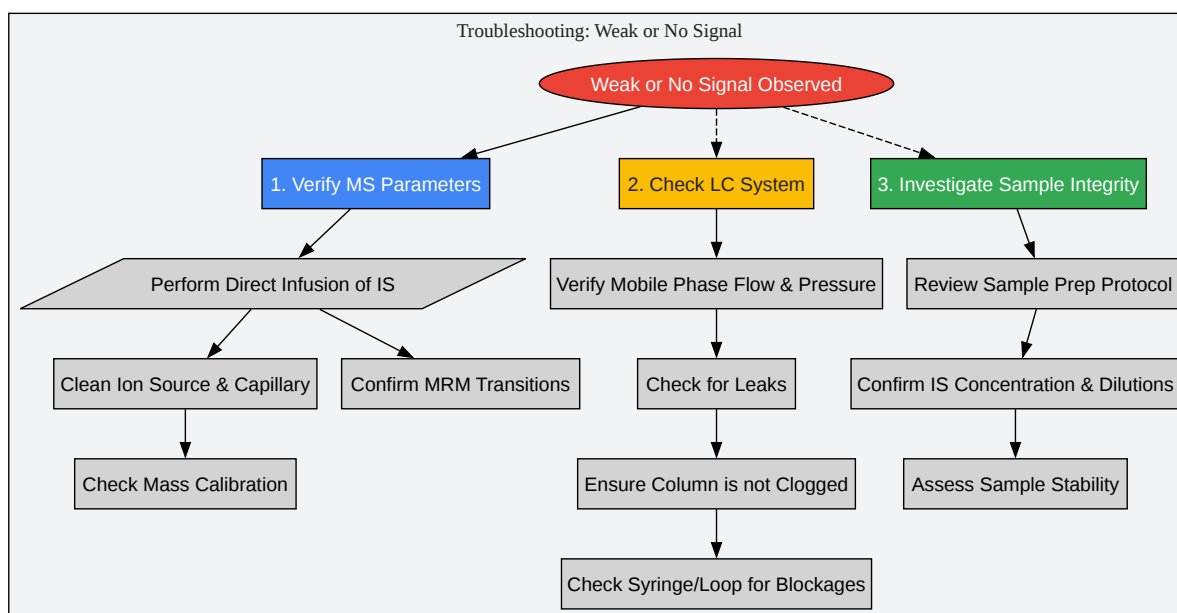 Troubleshooting: Weak or No Signal
Weak or No Signal Observed
1. Verify MS Parameters
2. Check LC System
3. Investigate Sample Integrity
Perform Direct Infusion of IS
Verify Mobile Phase Flow & Pressure
Review Sample Prep Protocol
Clean Ion Source & Capillary
Confirm MRM Transitions
Check for Leaks
Confirm IS Concentration & Dilutions
Check Mass Calibration
Ensure Column is not Clogged
Assess Sample Stability
Check Syringe/Loop for Blockages